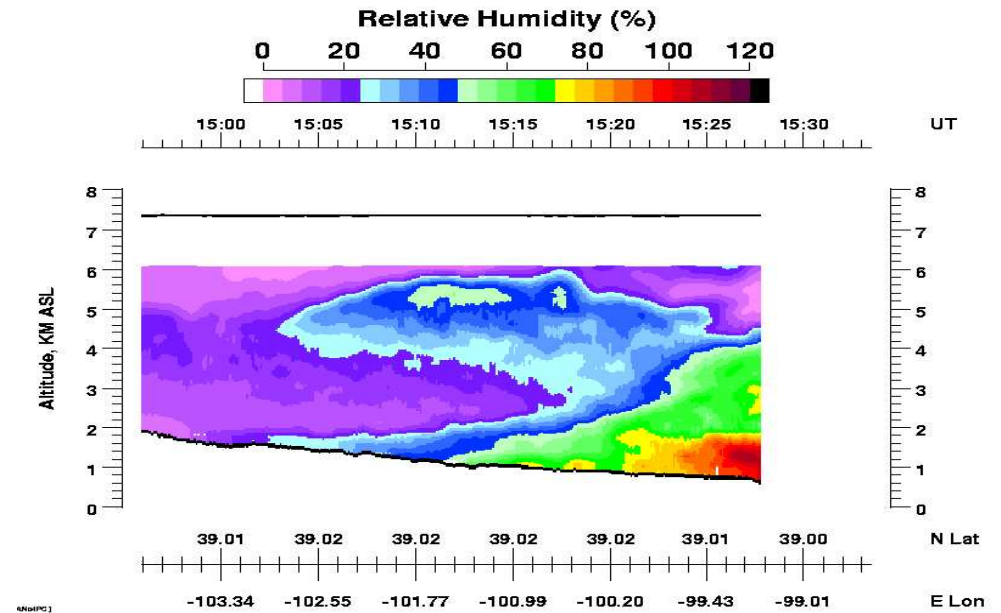 Relative Humidity (%)
0 20 40 60 80 100 120
15:00 15:05 15:10 15:15 15:20 15:25 15:30 UT
Altitude, KM ASL
8 8
7 7
6 6
5 5
4 4
3 3
2 2
1 1
0 0
39.01 39.02 39.02 39.02 39.02 39.01 39.00 N Lat
-103.34 -102.55 -101.77 -100.99 -100.20 -99.43 -99.01 E Lon